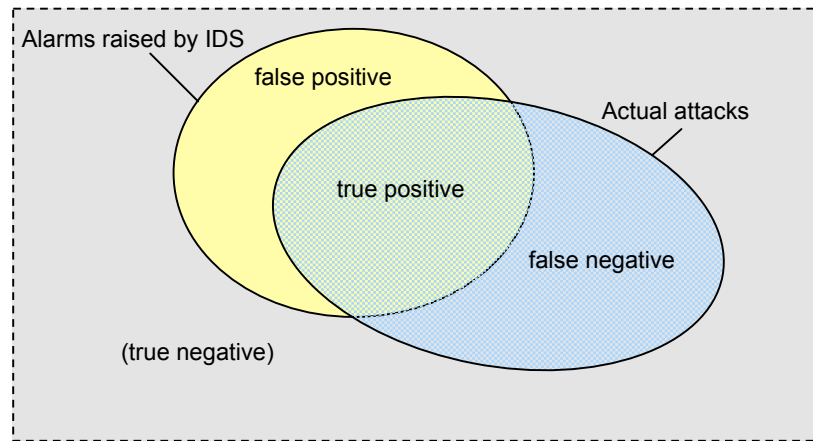 Alarms raised by IDS
false positive
Actual attacks
true positive
false negative
(true negative)